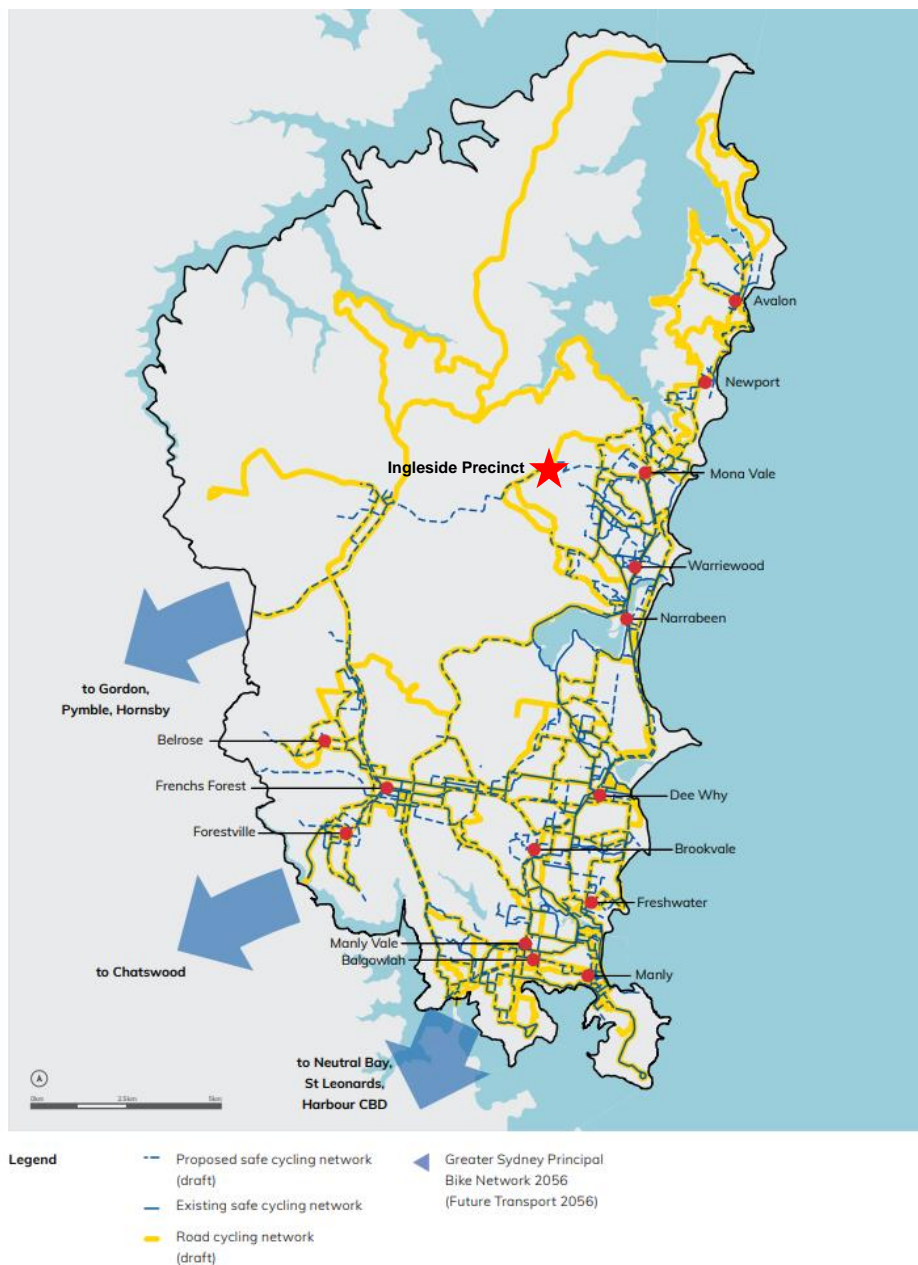 Avalon
Newport
Ingleside Precinct
Mona Vale
Warriewood
Narrabeen
to Gordon,
Pymble, Hornsby
Belrose
Frenchs Forest
Dee Why
Forestville
Brookvale
Freshwater
Manly Vale
Balgowlah
to Chatswood
Manly
to Neutral Bay,
St Leonards,
Harbour CBD
A
0km 2.5km 5km
Legend
Proposed safe cycling network
(draft)
Existing safe cycling network
Road cycling network
(draft)
Greater Sydney Principal
Bike Network 2056
(Future Transport 2056)